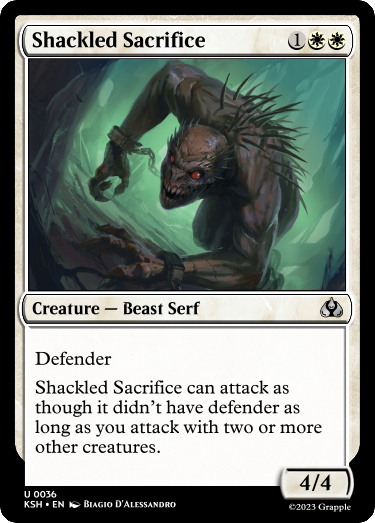 Shackled Sacrifice 1
Creature — Beast Serf
Defender
Shackled Sacrifice can attack as
though it didn't have defender as
long as you attack with two or more
other creatures.
4/4
U 0036
KSH • EN Biagio D'Alessandro
©2023 Grapple